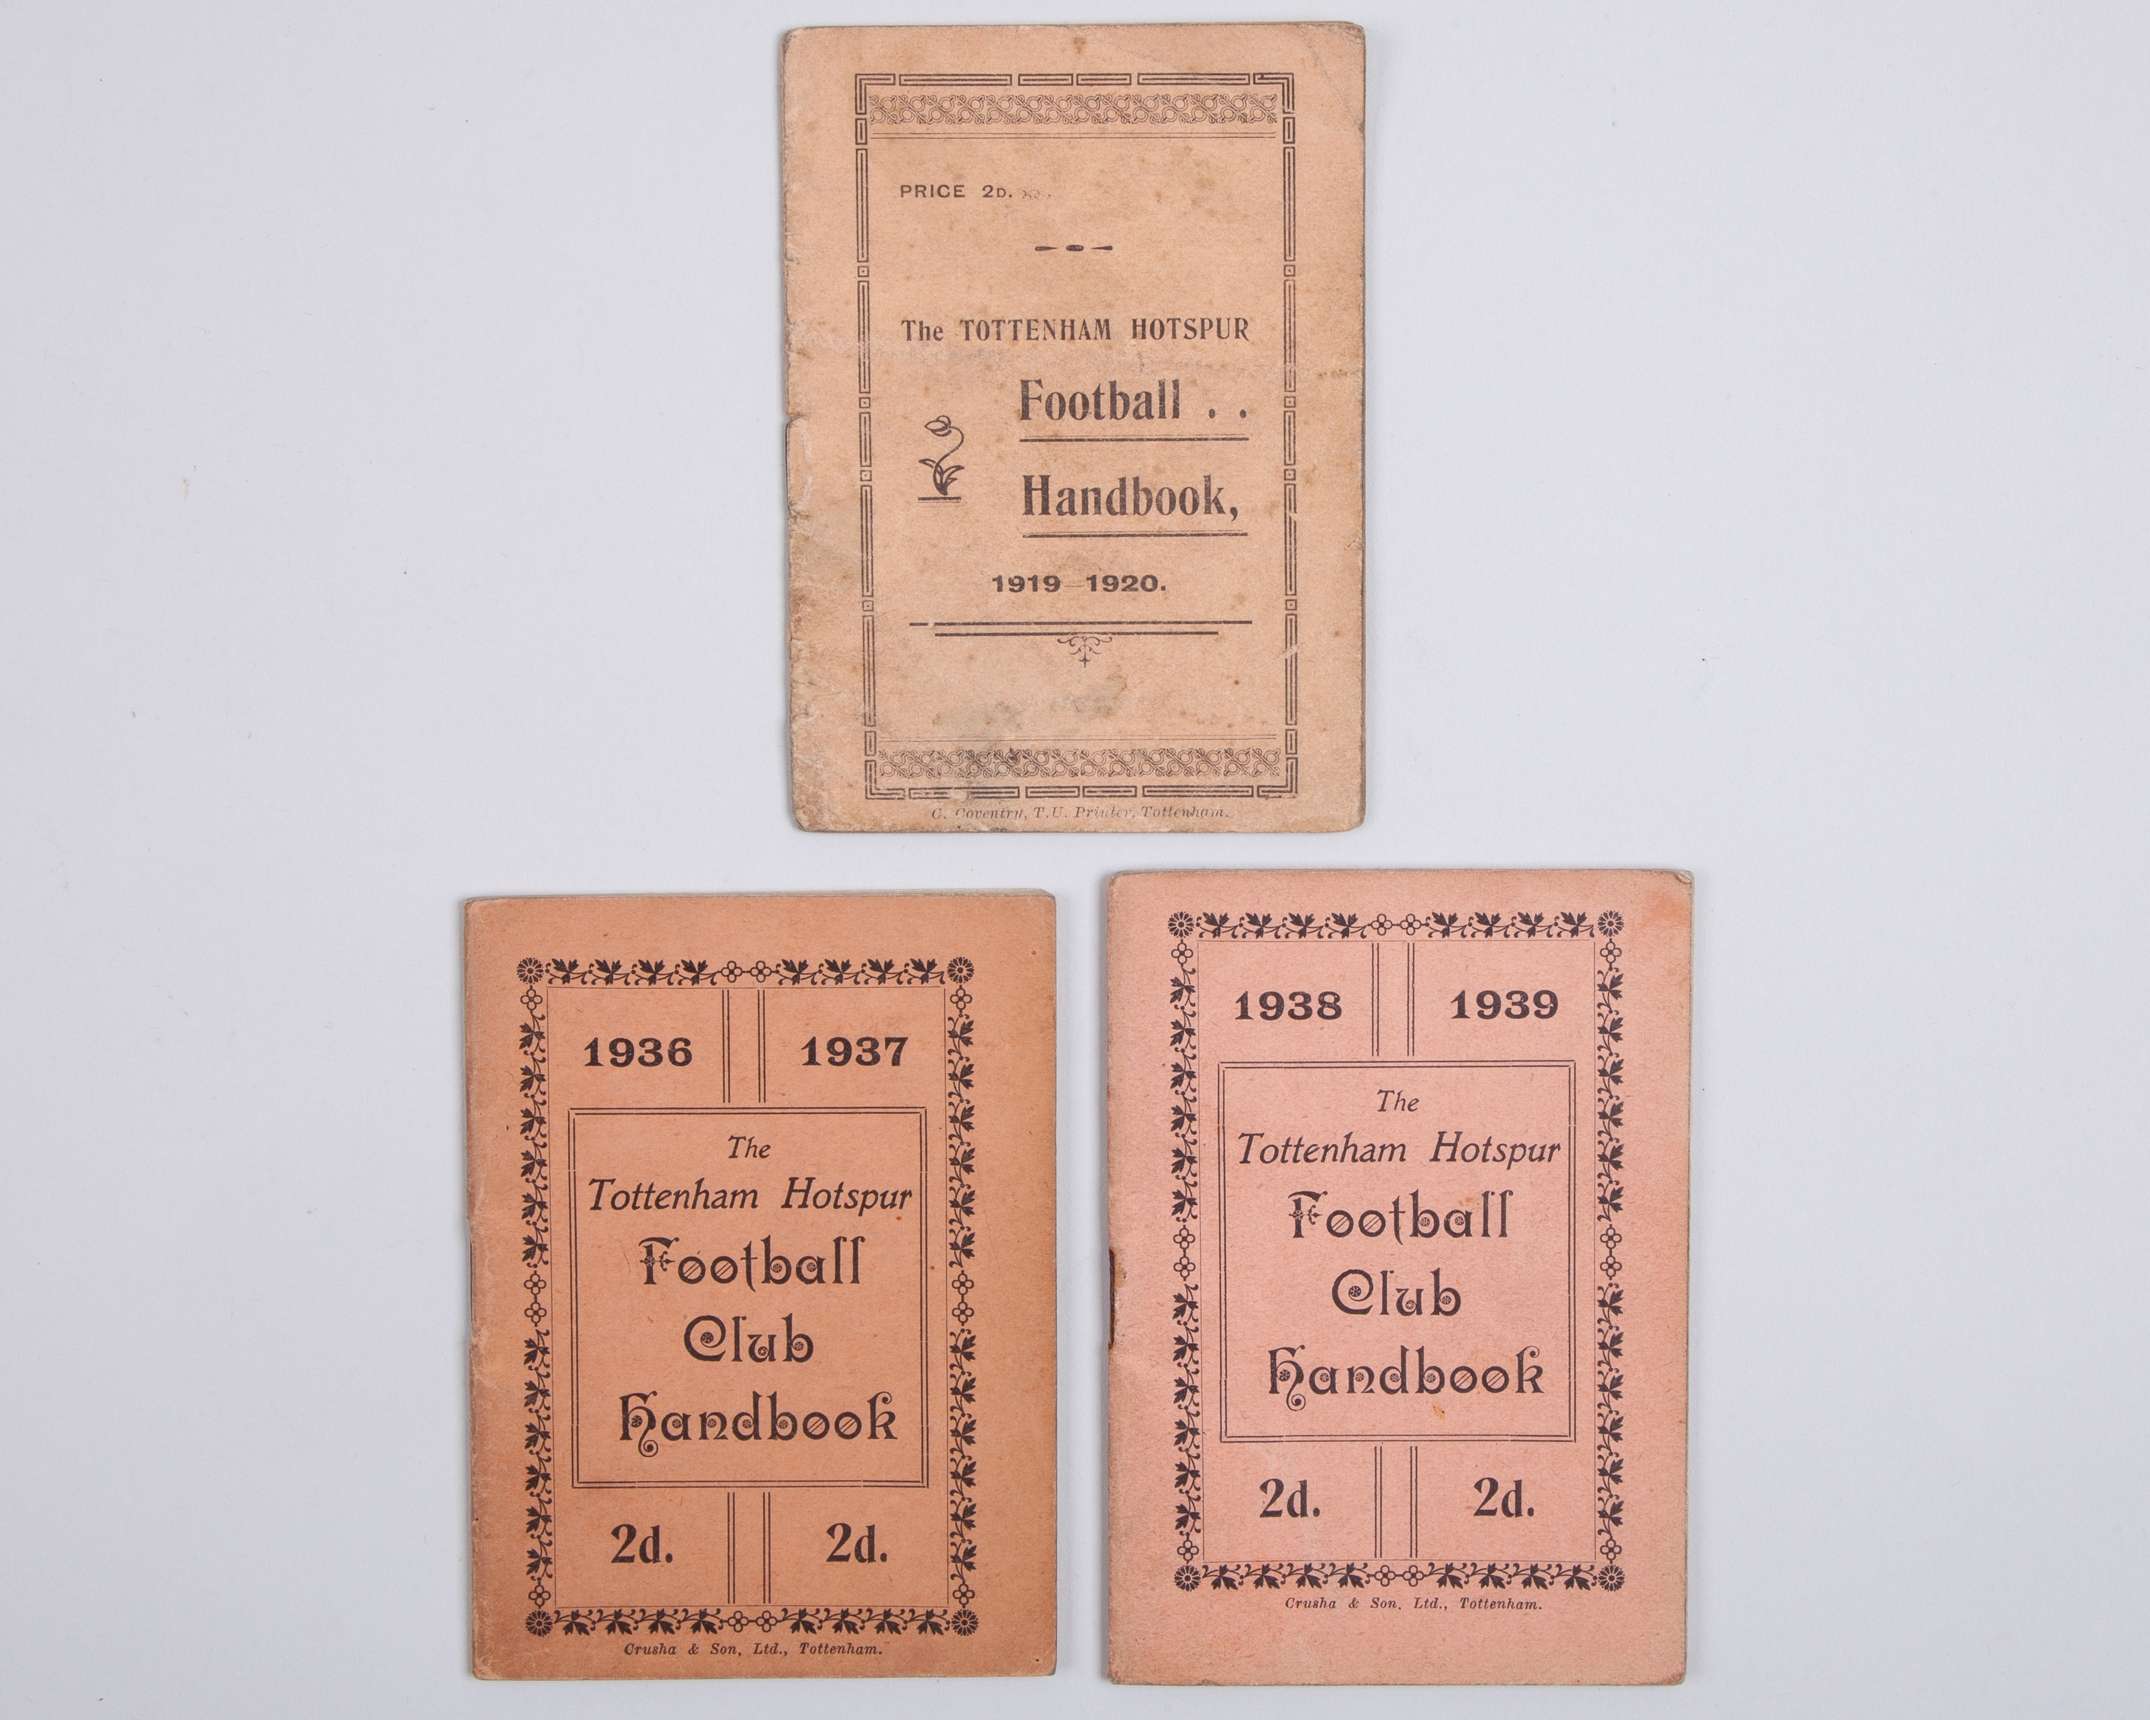 PRICE 2D.
The TOTTENHAM HOTSPUR
Football . .
Handbook,
1919-1920.
C. Coventry, T.U. Printer, Tottenham.
1936 1937
The
Tottenham Hotspur
Football
Club
Handbook
2d. 2d.
Crusha & Son, Ltd., Tottenham.
1938 1939
The
Tottenham Hotspur
Football
Club
Handbook
2d. 2d.
Crusha & Son, Ltd., Tottenham.